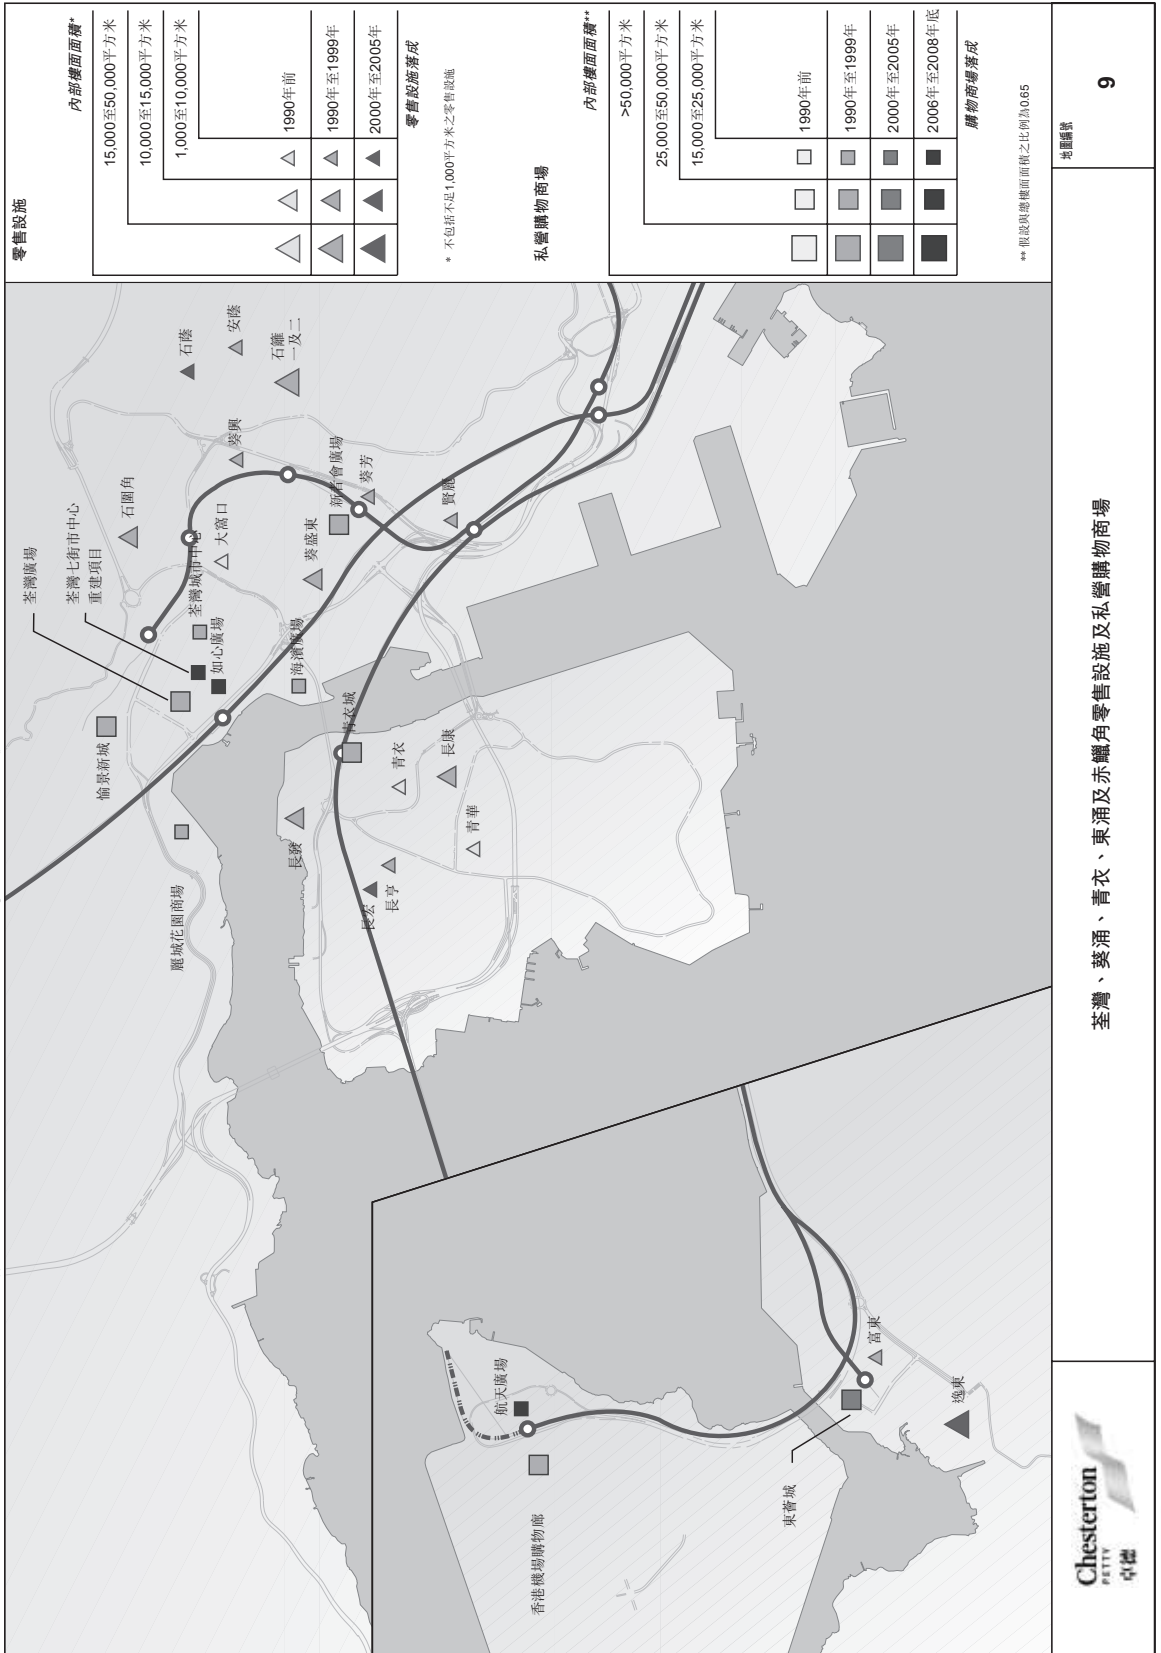 零售設施
內部樓面面積*
15,000至50,000平方米
10,000至15,000平方米
1,000至10,000平方米
1990年前
1990年至1999年
2000年至2005年
零售設施落成
* 不包括不足1,000平方米之零售設施
私營購物商場
內部樓面面積**
>50,000平方米
25,000至50,000平方米
15,000至25,000平方米
1990年前
1990年至1999年
2000年至2005年
2006年至2008年底
購物商場落成
** 假設與總樓面面積之比例為0.65
荃灣廣場
荃灣七街市中心
重建項目
石圍角
石蔭
安蔭
石籬
一及二
葵興
大窩口
荃灣城市中心
如心廣場
愉景新城
麗城花園商場
新都會廣場
葵芳
葵盛東
賢麗
海濱廣場
青衣城
青衣
長康
青華
長發
長宏
長亨
航天廣場
香港機場購物廊
富東
逸東
東薈城
地圖編號
9
荃灣、葵涌、青衣、東涌及赤鱲角零售設施及私營購物商場
Chesterton
PETTY
卓德